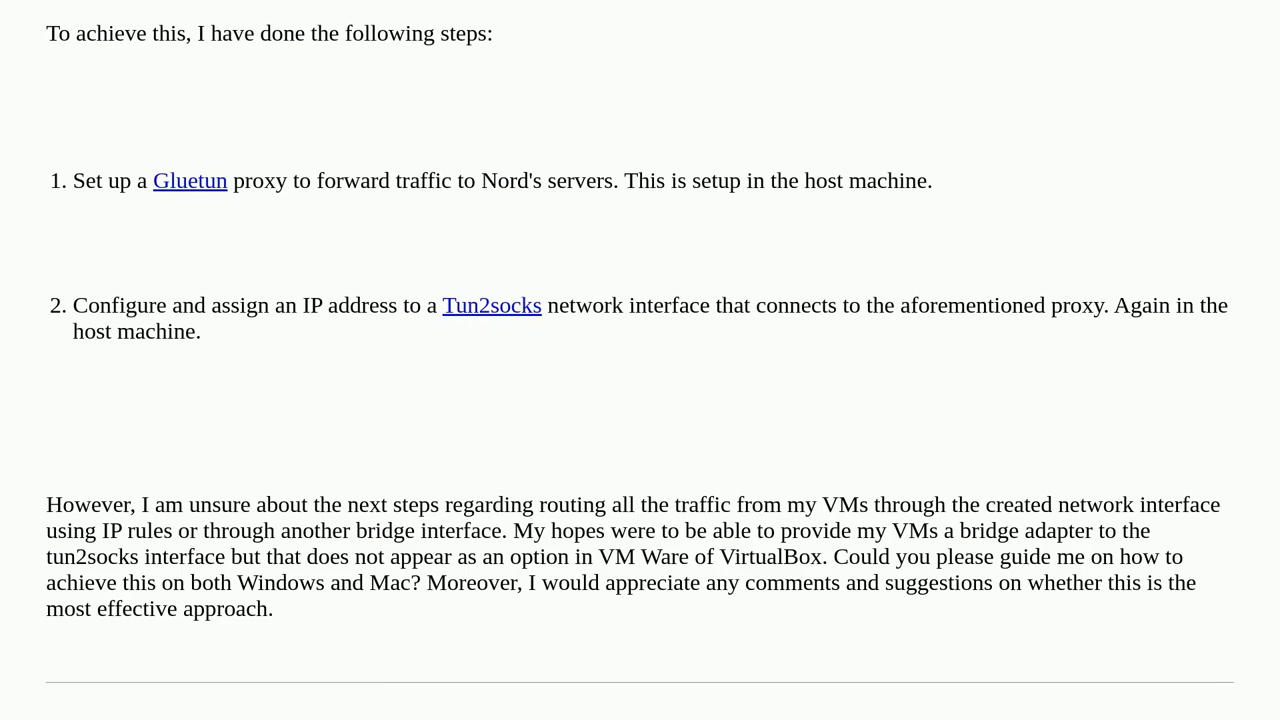 To achieve this, I have done the following steps:
1. Set up a Gluetun proxy to forward traffic to Nord's servers. This is setup in the host machine.
2. Configure and assign an IP address to a Tun2socks network interface that connects to the aforementioned proxy. Again in the
host machine.
However, I am unsure about the next steps regarding routing all the traffic from my VMs through the created network interface
using IP rules or through another bridge interface. My hopes were to be able to provide my VMs a bridge adapter to the
tun2socks interface but that does not appear as an option in VM Ware of VirtualBox. Could you please guide me on how to
achieve this on both Windows and Mac? Moreover, I would appreciate any comments and suggestions on whether this is the
most effective approach.